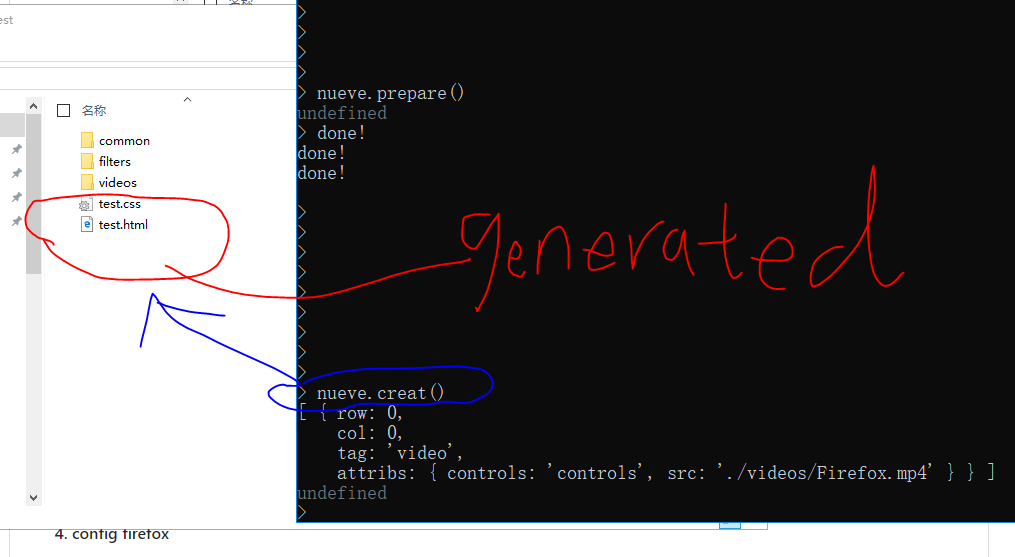 est
名称
common
filters
videos
test.css
test.html
>
>
>
>
> nueve.prepare()
undefined
> done!
done!
done!
>
>
>
>
>
>
>
>
>
generated
> nueve.creat()
[ { row: 0,
col: 0,
tag: 'video',
attribs: { controls: 'controls', src: './videos/Firefox.mp4' } } ]
undefined
>
4. config firefox